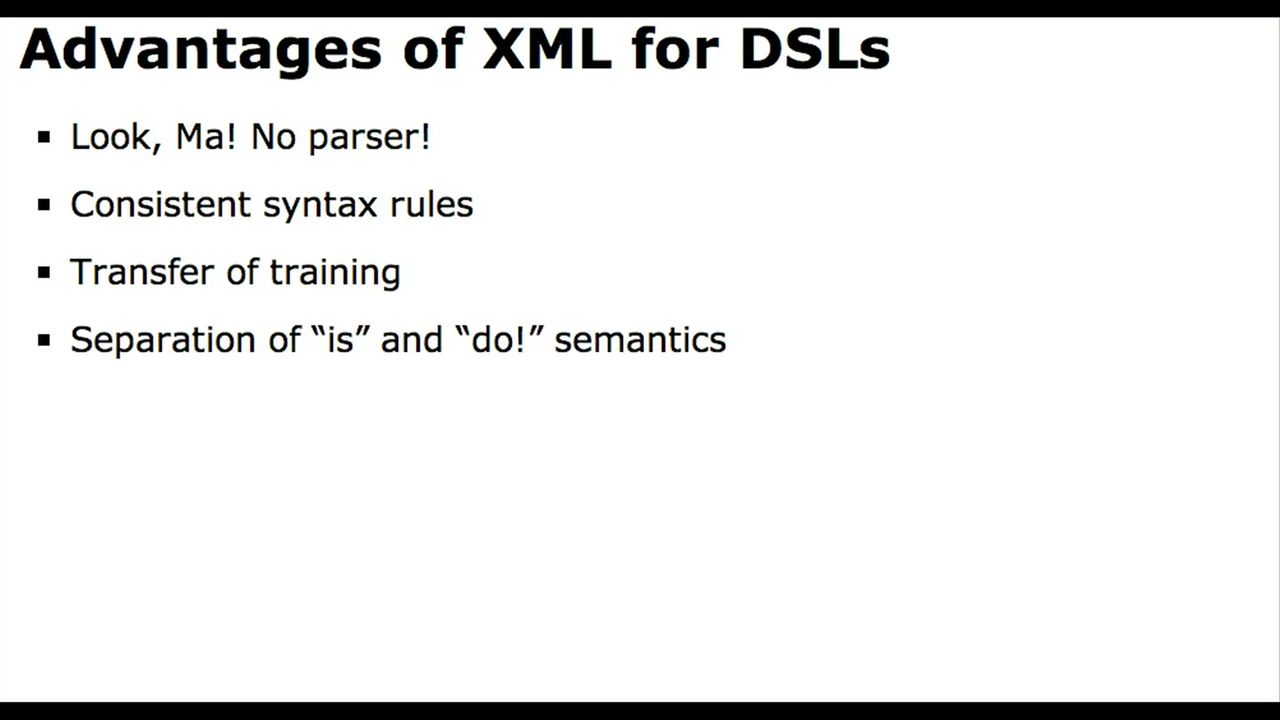 Advantages of XML for DSLs
▪ Look, Ma! No parser!
▪ Consistent syntax rules
▪ Transfer of training
▪ Separation of “is” and “do!” semantics